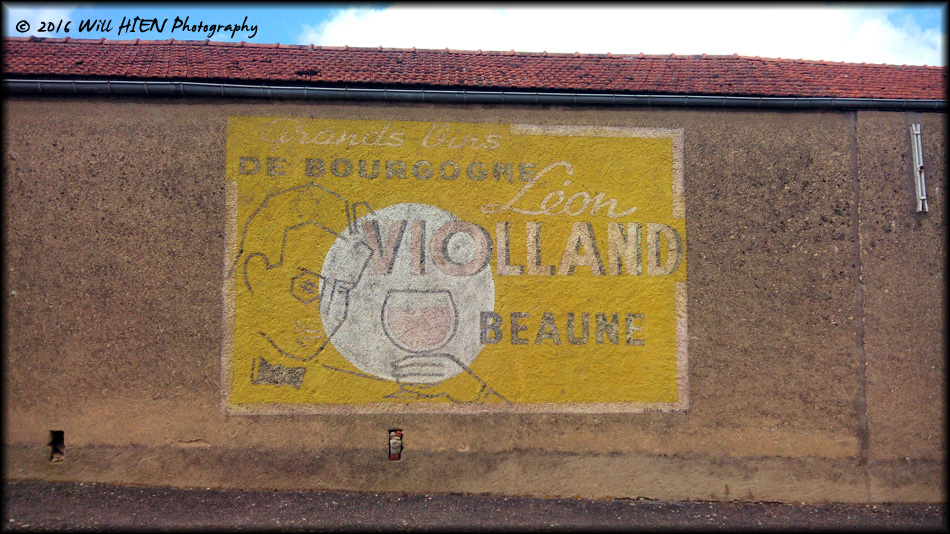 © 2016 Will HIEN Photography
Grands Vins
DE BOURGOGNE
Léon
VIOLLAND
BEAUNE